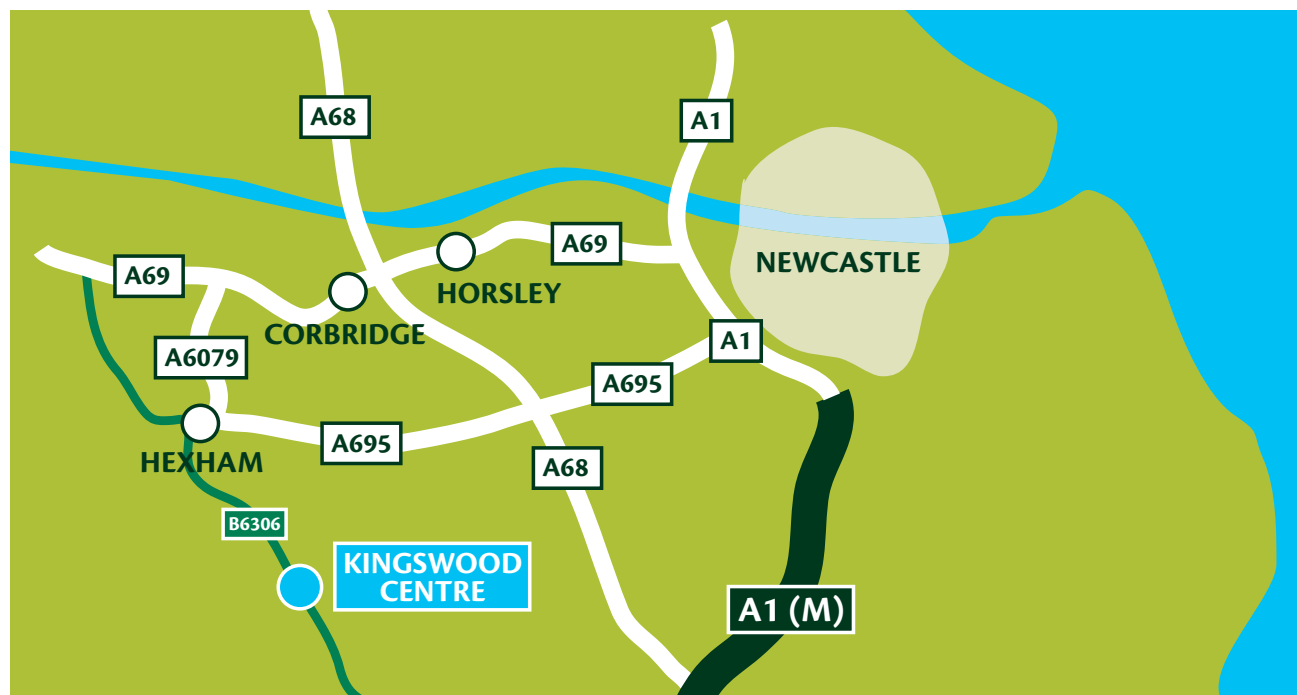 A68
A1
A69
NEWCASTLE
A69
HORSLEY
CORBRIDGE
A1
A6079
A695
A695
HEXHAM
A68
B6306
KINGSWOOD
CENTRE
A1 (M)